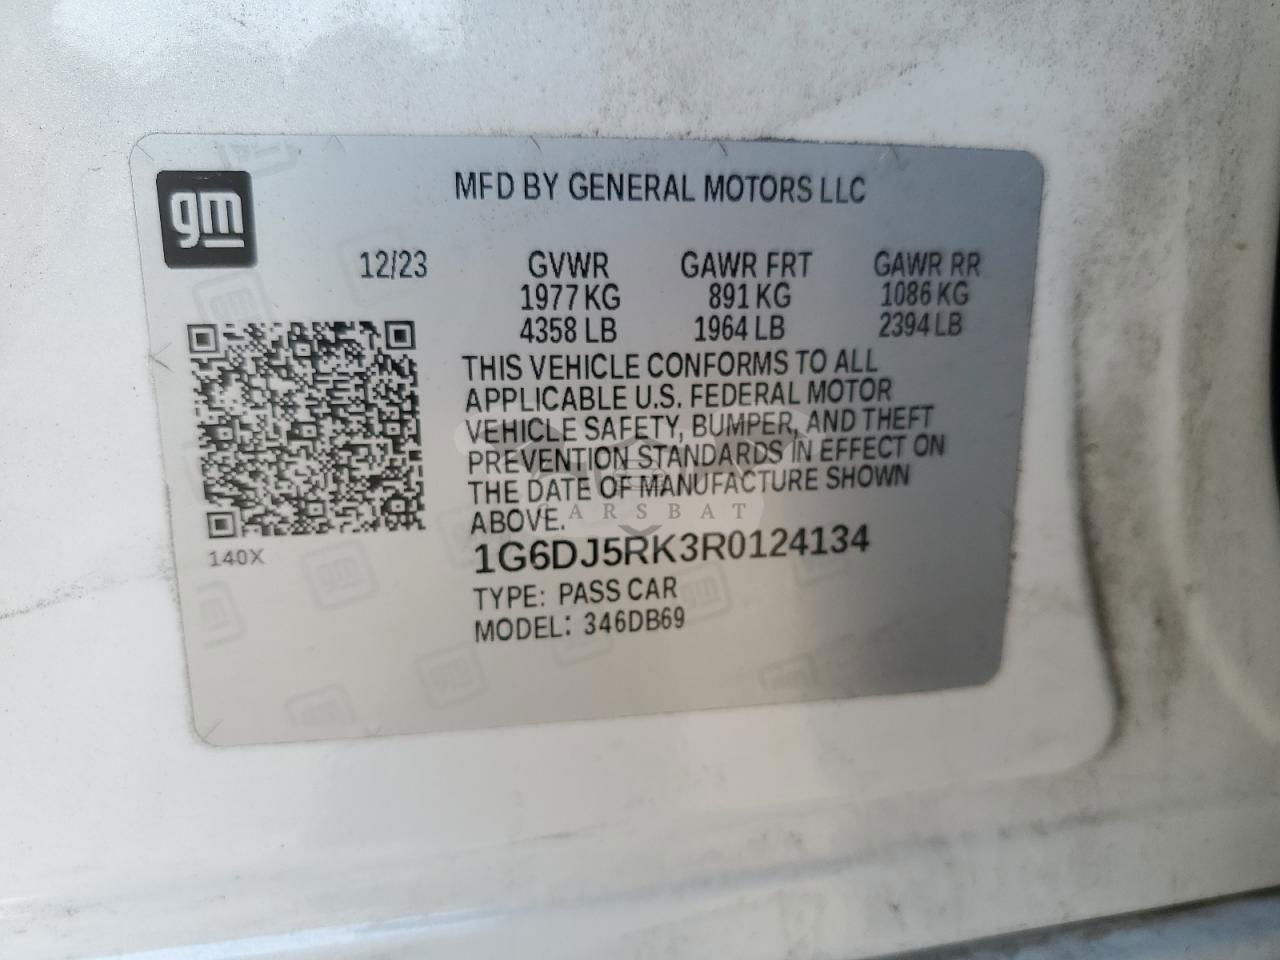 gm
MFD BY GENERAL MOTORS LLC
12/23 GVWR GAWR FRT GAWR RR
1977 KG 891 KG 1086 KG
4358 LB 1964 LB 2394 LB
THIS VEHICLE CONFORMS TO ALL
APPLICABLE U.S. FEDERAL MOTOR
VEHICLE SAFETY, BUMPER, AND THEFT
PREVENTION STANDARDS IN EFFECT ON
THE DATE OF MANUFACTURE SHOWN
ABOVE.
CARSBAT
140X
1G6DJ5RK3R0124134
TYPE: PASS CAR
MODEL: 346DB69